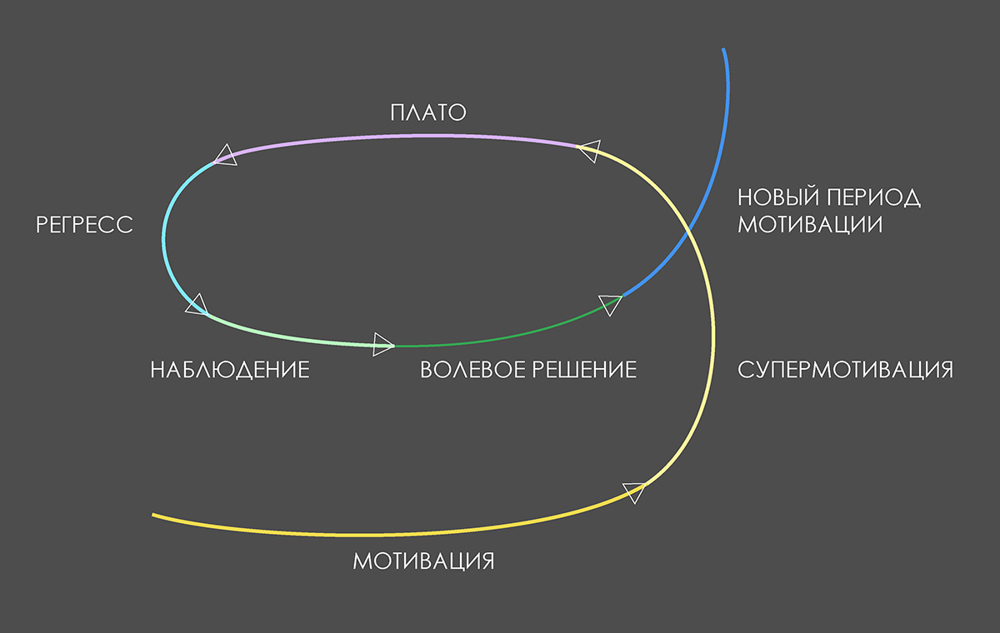 ПЛАТО
НОВЫЙ ПЕРИОД
МОТИВАЦИИ
РЕГРЕСС
НАБЛЮДЕНИЕ
ВОЛЕВОЕ РЕШЕНИЕ
СУПЕРМОТИВАЦИЯ
МОТИВАЦИЯ